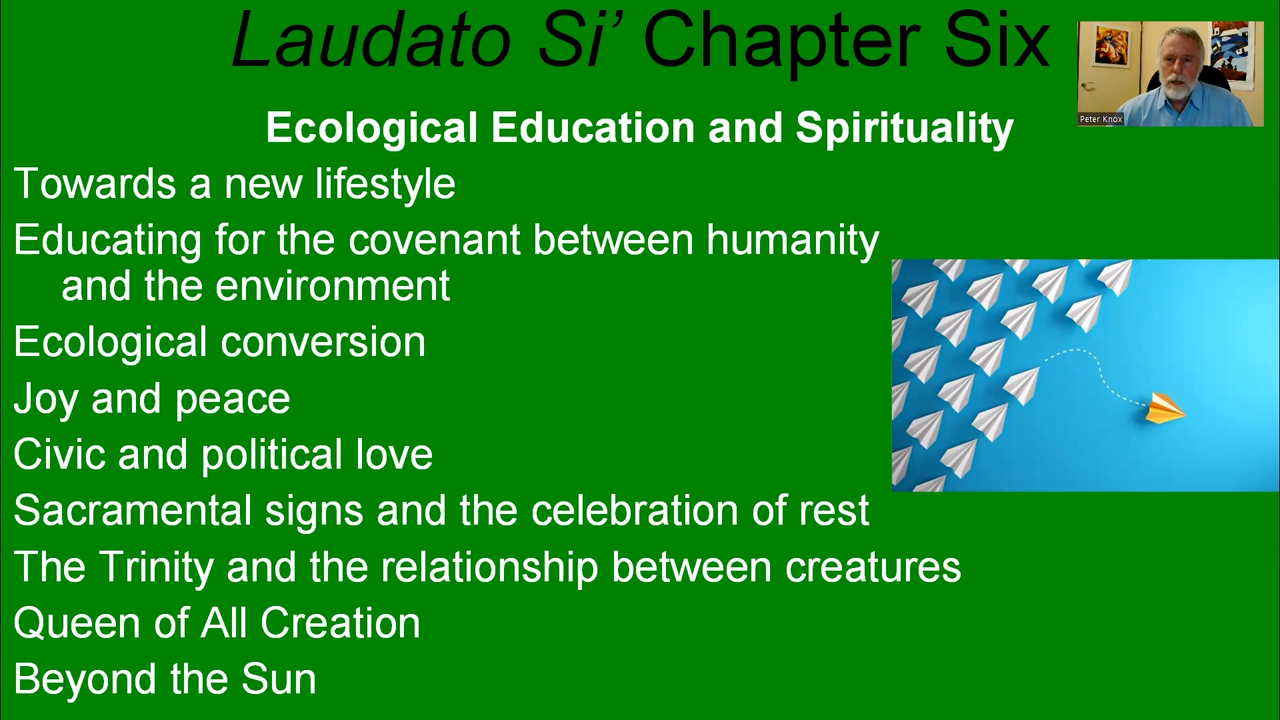 Laudato Si’ Chapter Six
Peter Knox
Ecological Education and Spirituality
Towards a new lifestyle
Educating for the covenant between humanity
and the environment
Ecological conversion
Joy and peace
Civic and political love
Sacramental signs and the celebration of rest
The Trinity and the relationship between creatures
Queen of All Creation
Beyond the Sun